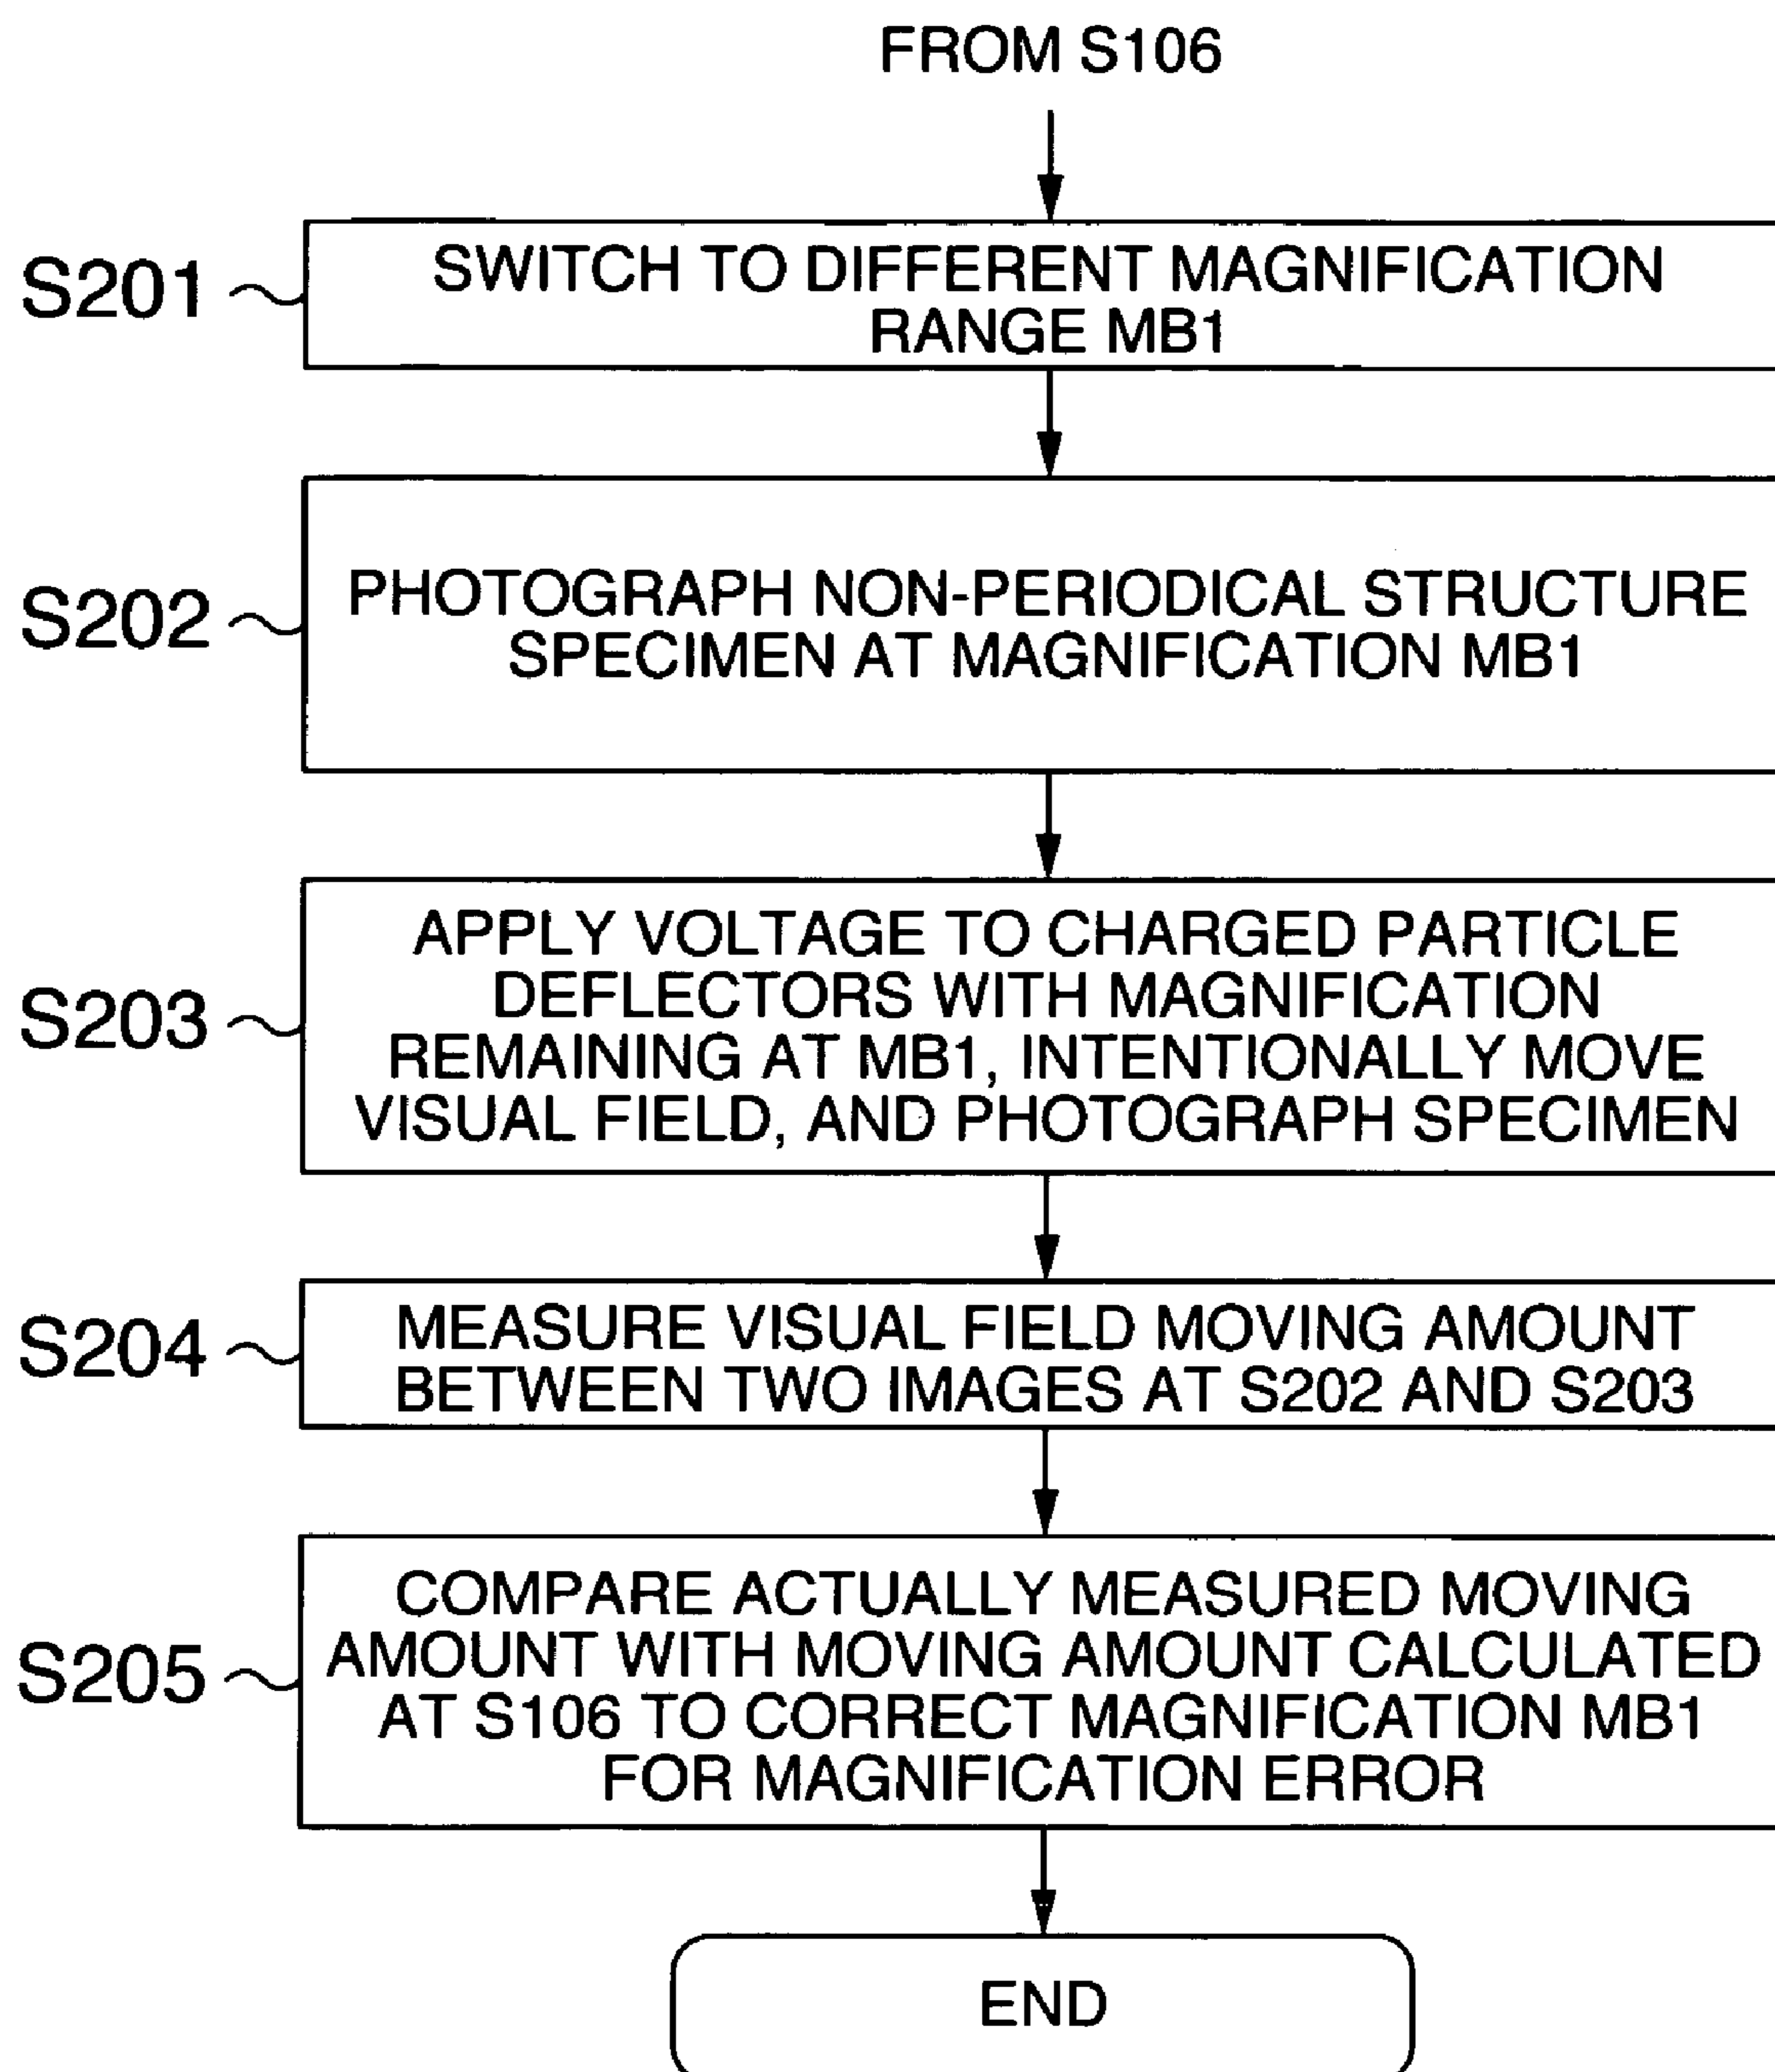 FROM S106
S201
SWITCH TO DIFFERENT MAGNIFICATION
RANGE MB1
S202
PHOTOGRAPH NON-PERIODICAL STRUCTURE
SPECIMEN AT MAGNIFICATION MB1
S203
APPLY VOLTAGE TO CHARGED PARTICLE
DEFLECTORS WITH MAGNIFICATION
REMAINING AT MB1, INTENTIONALLY MOVE
VISUAL FIELD, AND PHOTOGRAPH SPECIMEN
S204
MEASURE VISUAL FIELD MOVING AMOUNT
BETWEEN TWO IMAGES AT S202 AND S203
S205
COMPARE ACTUALLY MEASURED MOVING
AMOUNT WITH MOVING AMOUNT CALCULATED
AT S106 TO CORRECT MAGNIFICATION MB1
FOR MAGNIFICATION ERROR
END